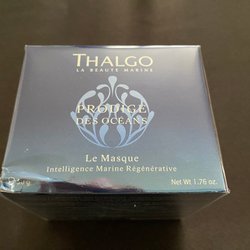 THALGO
LA BEAUTÉ MARINE
PRODIGE
DES OCÉANS
Le Masque
Intelligence Marine Régénérative
Net Wt. 1.76 oz.